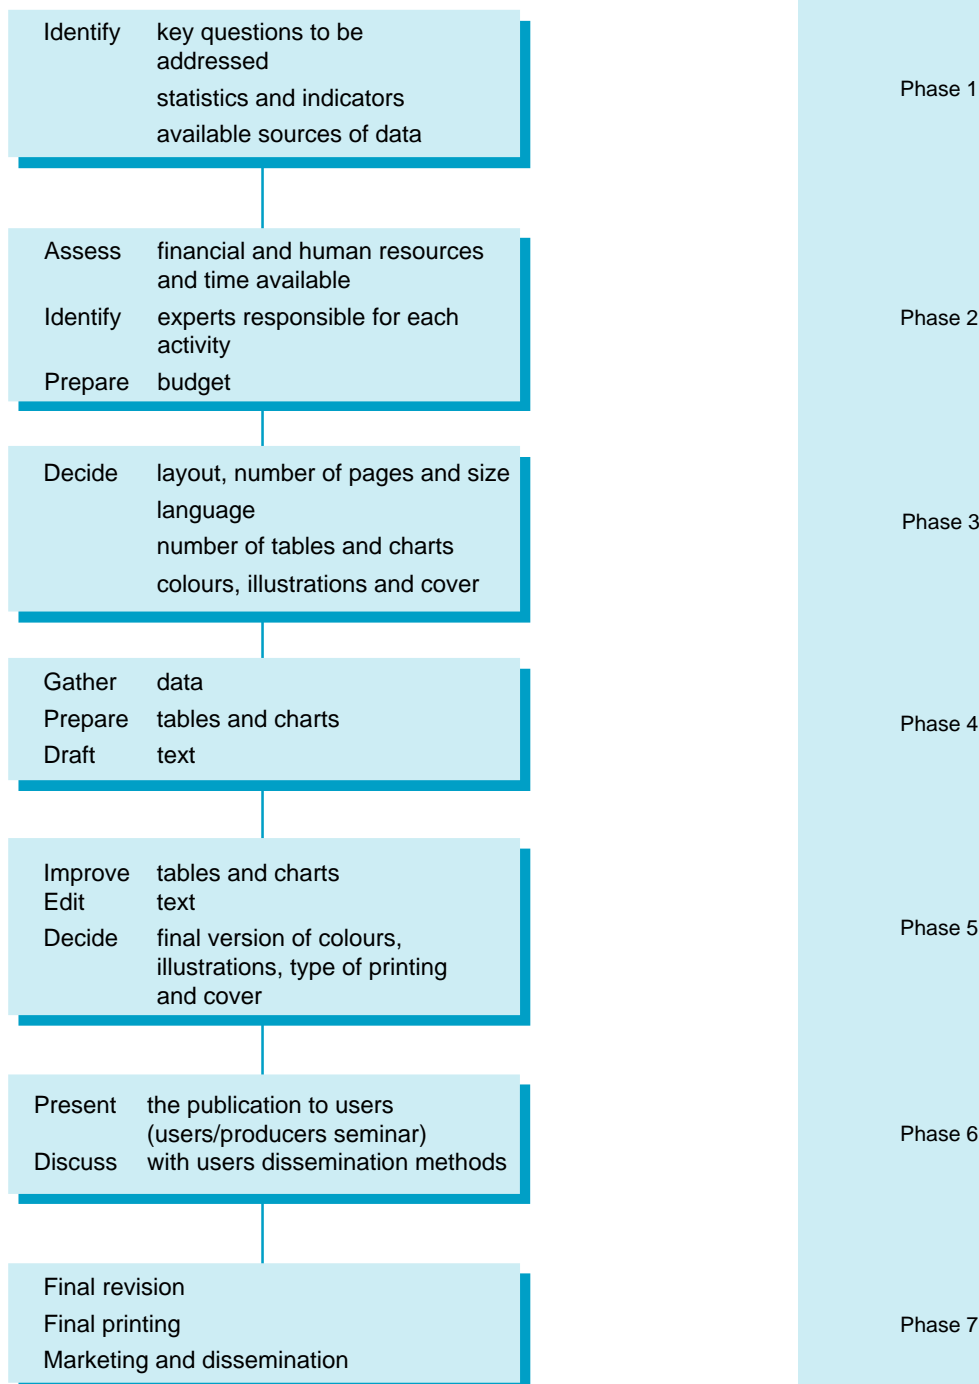 Identify key questions to be
addressed
statistics and indicators
available sources of data
Phase 1
Assess financial and human resources
and time available
Identify experts responsible for each
activity
Prepare budget
Phase 2
Decide layout, number of pages and size
language
number of tables and charts
colours, illustrations and cover
Phase 3
Gather data
Prepare tables and charts
Draft text
Phase 4
Improve tables and charts
Edit text
Decide final version of colours,
illustrations, type of printing
and cover
Phase 5
Present the publication to users
(users/producers seminar)
Discuss with users dissemination methods
Phase 6
Final revision
Final printing
Marketing and dissemination
Phase 7